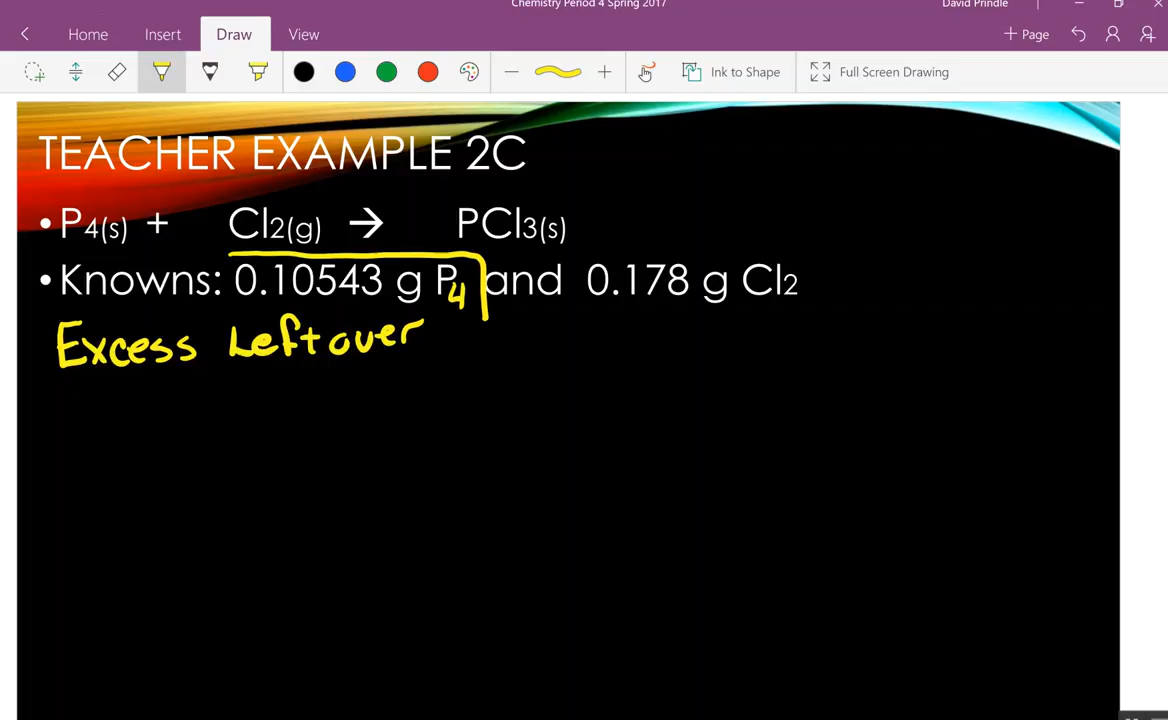 Chemistry Period 4 Spring 2017 David Prindle
Home Insert Draw View + Page
Ink to Shape Full Screen Drawing
TEACHER EXAMPLE 2C
• P4(s) + Cl2(g) → PCl3(s)
• Knowns: 0.10543 g P4 and 0.178 g Cl2
Excess Leftover